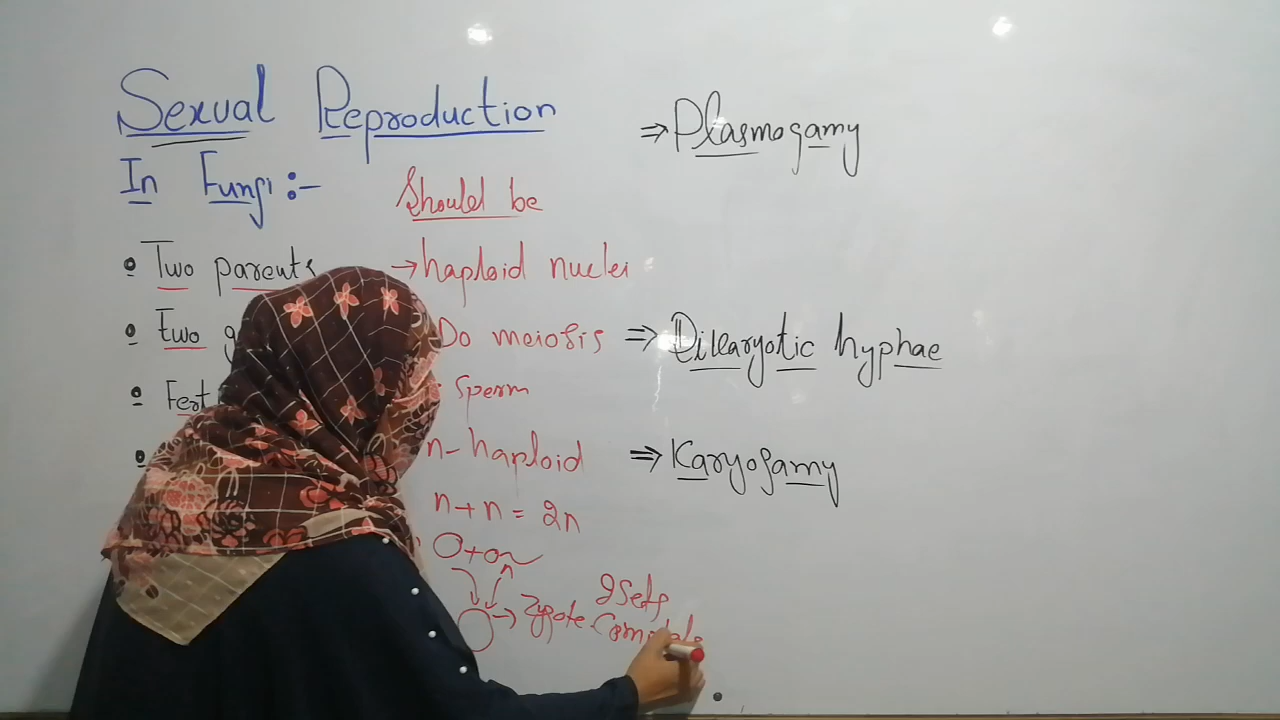 Sexual Reproduction
In Fungi :-
Should be
• Two parents
→ haploid nuclei
• two
Do meiosis
• Fert
sperm
•
n- haploid
n+n = 2n
O+O~
n
→ Zygote
2 Sets
Complete
⇒ Plasmogamy
⇒ Dikaryotic hyphae
⇒ Karyogamy